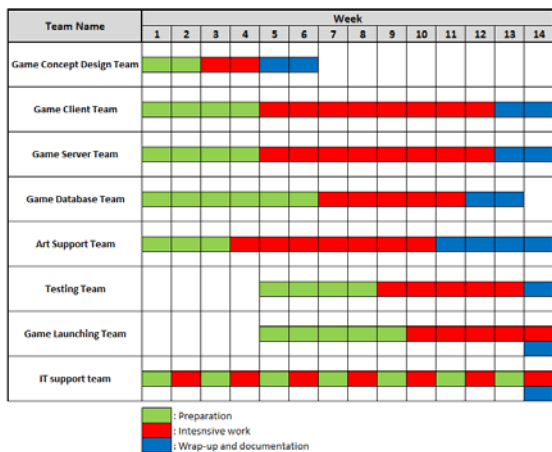 Team Name
Week
1 2 3 4 5 6 7 8 9 10 11 12 13 14
Game Concept Design Team
Game Client Team
Game Server Team
Game Database Team
Art Support Team
Testing Team
Game Launching Team
IT support team
: Preparation
: Intesnsive work
: Wrap-up and documentation